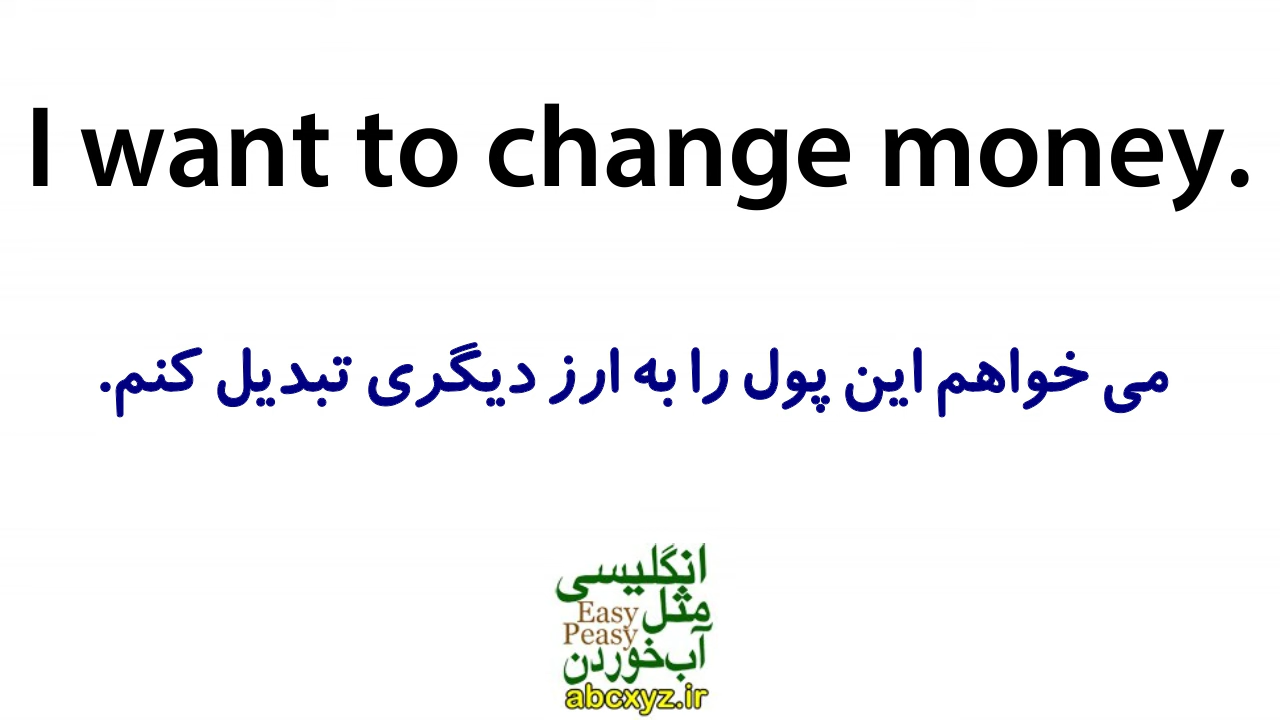 I want to change money.
می خواهم این پول را به ارز دیگری تبدیل کنم.
انگلیسی
مثل Easy
Peasy
آب خوردن
abcxyz.ir